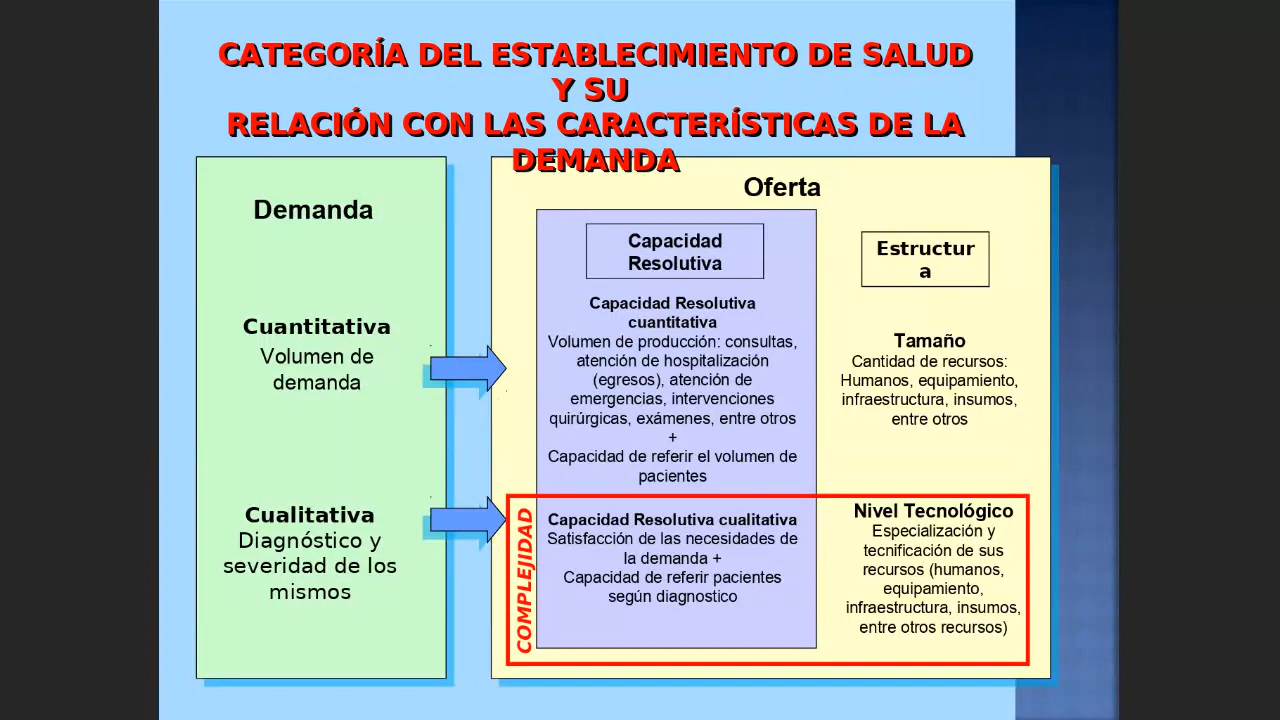 CATEGORÍA DEL ESTABLECIMIENTO DE SALUD
Y SU
RELACIÓN CON LAS CARACTERÍSTICAS DE LA
DEMANDA
Demanda
Cuantitativa
Volumen de
demanda
Cualitativa
Diagnóstico y
severidad de los
mismos
Oferta
Capacidad
Resolutiva
Capacidad Resolutiva
cuantitativa
Volumen de producción: consultas,
atención de hospitalización
(egresos), atención de
emergencias, intervenciones
quirúrgicas, exámenes, entre otros
+
Capacidad de referir el volumen de
pacientes
Estructur
a
Tamaño
Cantidad de recursos:
Humanos, equipamiento,
infraestructura, insumos,
entre otros
COMPLEJIDAD
Capacidad Resolutiva cualitativa
Satisfacción de las necesidades de
la demanda +
Capacidad de referir pacientes
según diagnostico
Nivel Tecnológico
Especialización y
tecnificación de sus
recursos (humanos,
equipamiento,
infraestructura, insumos,
entre otros recursos)